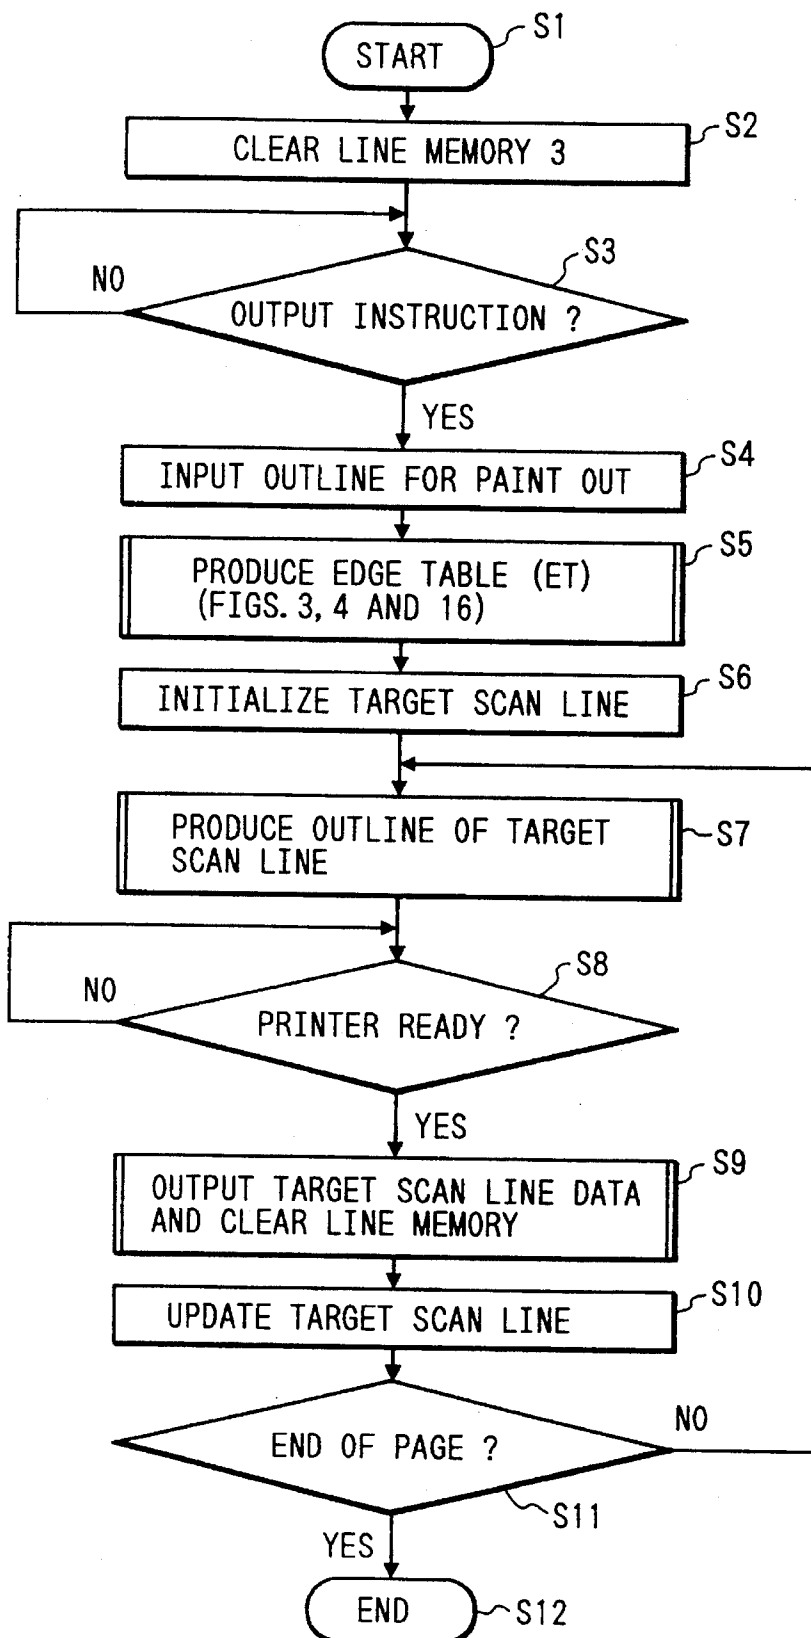 START
S1
CLEAR LINE MEMORY 3
S2
S3
NO
OUTPUT INSTRUCTION ?
YES
S4
INPUT OUTLINE FOR PAINT OUT
S5
PRODUCE EDGE TABLE (ET)
(FIGS. 3, 4 AND 16)
S6
INITIALIZE TARGET SCAN LINE
PRODUCE OUTLINE OF TARGET
SCAN LINE
S7
S8
NO
PRINTER READY ?
YES
S9
OUTPUT TARGET SCAN LINE DATA
AND CLEAR LINE MEMORY
S10
UPDATE TARGET SCAN LINE
NO
END OF PAGE ?
S11
YES
END
S12